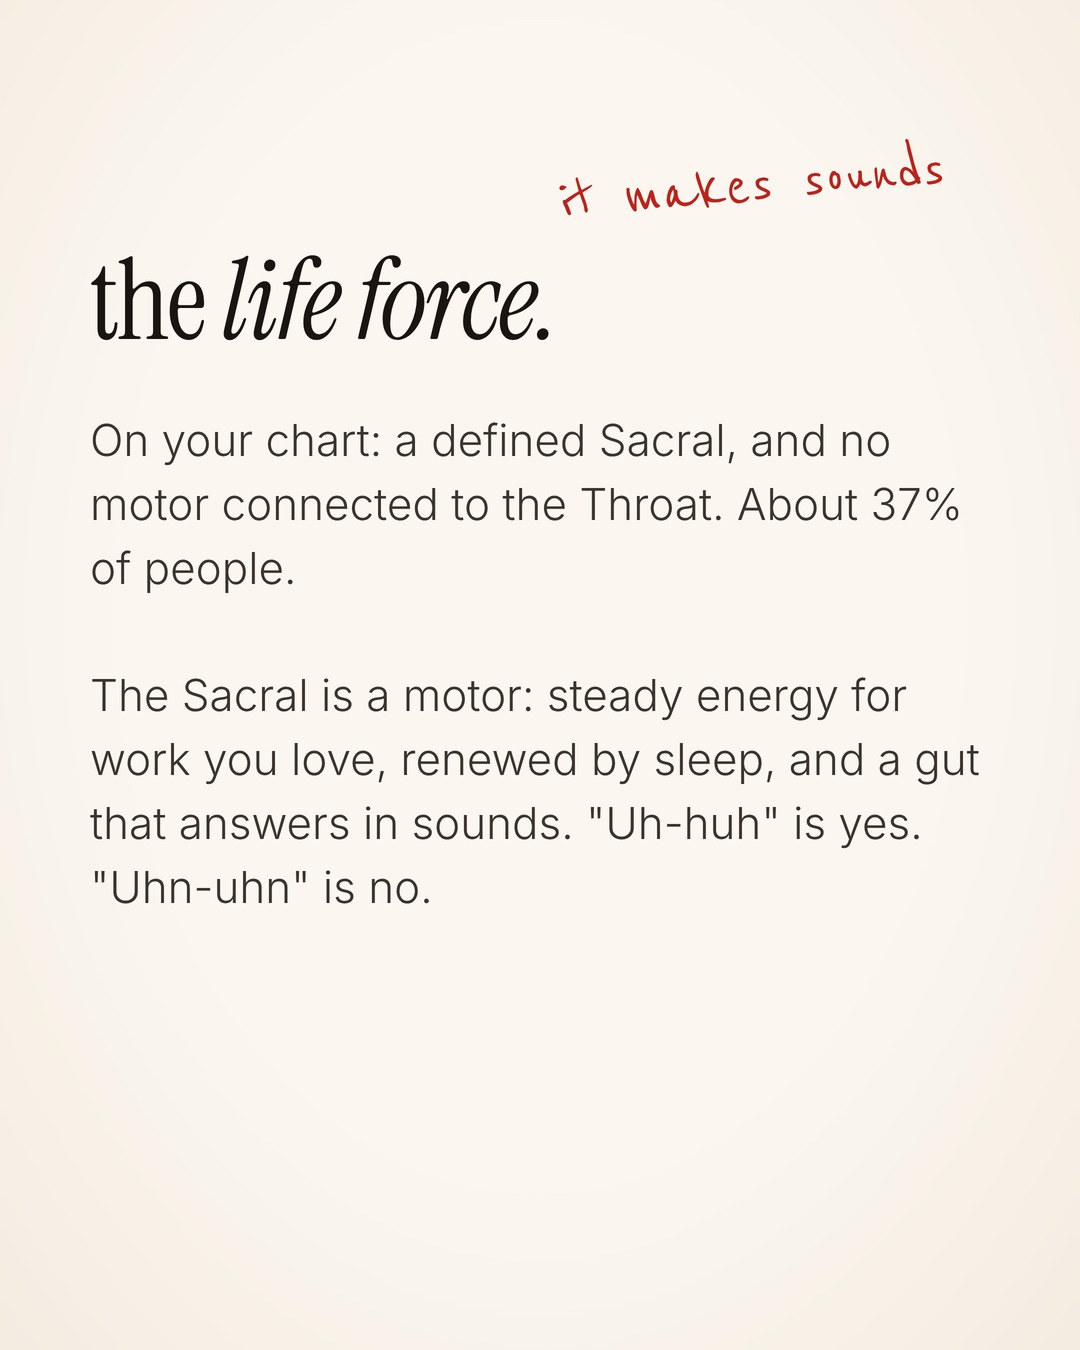 it makes sounds
the life force.
On your chart: a defined Sacral, and no
motor connected to the Throat. About 37%
of people.
The Sacral is a motor: steady energy for
work you love, renewed by sleep, and a gut
that answers in sounds. "Uh-huh" is yes.
"Uhn-uhn" is no.